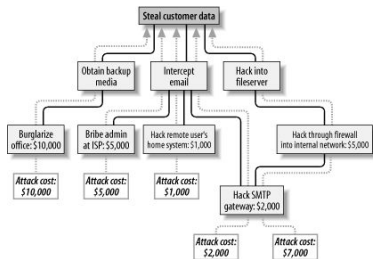 Steal customer data
Obtain backup
media
Intercept
email
Hack into
fileserver
Burglarize
office: $10,000
Bribe admin
at ISP: $5,000
Hack remote user's
home system: $1,000
Hack through firewall
into internal network: $5,000
Attack cost:
$10,000
Attack cost:
$5,000
Attack cost:
$1,000
Hack SMTP
gateway: $2,000
Attack cost:
$2,000
Attack cost:
$7,000